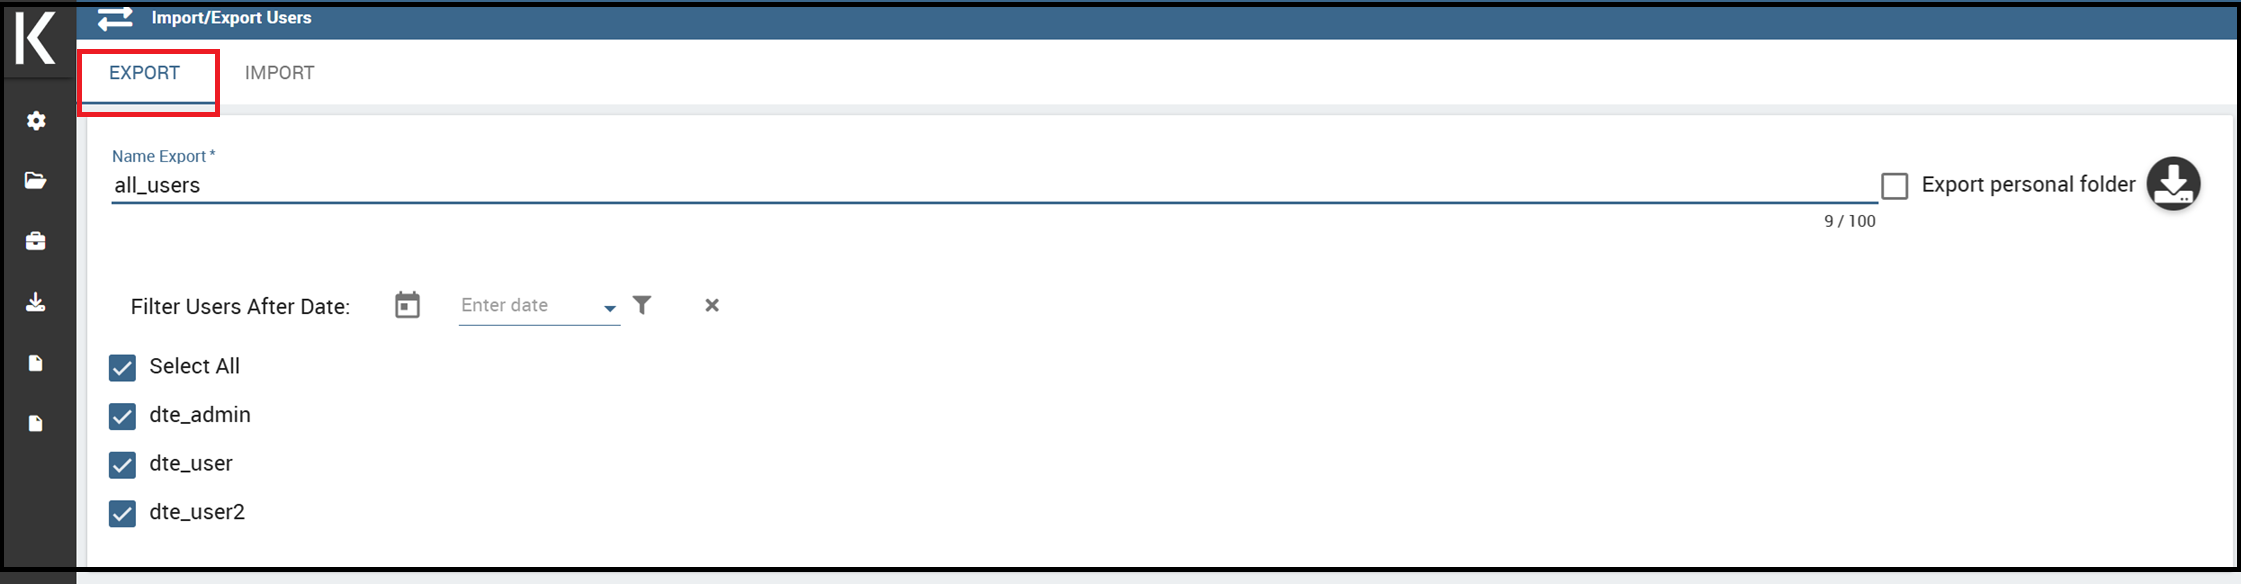 K
Import/Export Users
EXPORT IMPORT
Name Export *
all_users
Export personal folder
9 / 100
Filter Users After Date: Enter date
Select All
dte_admin
dte_user
dte_user2